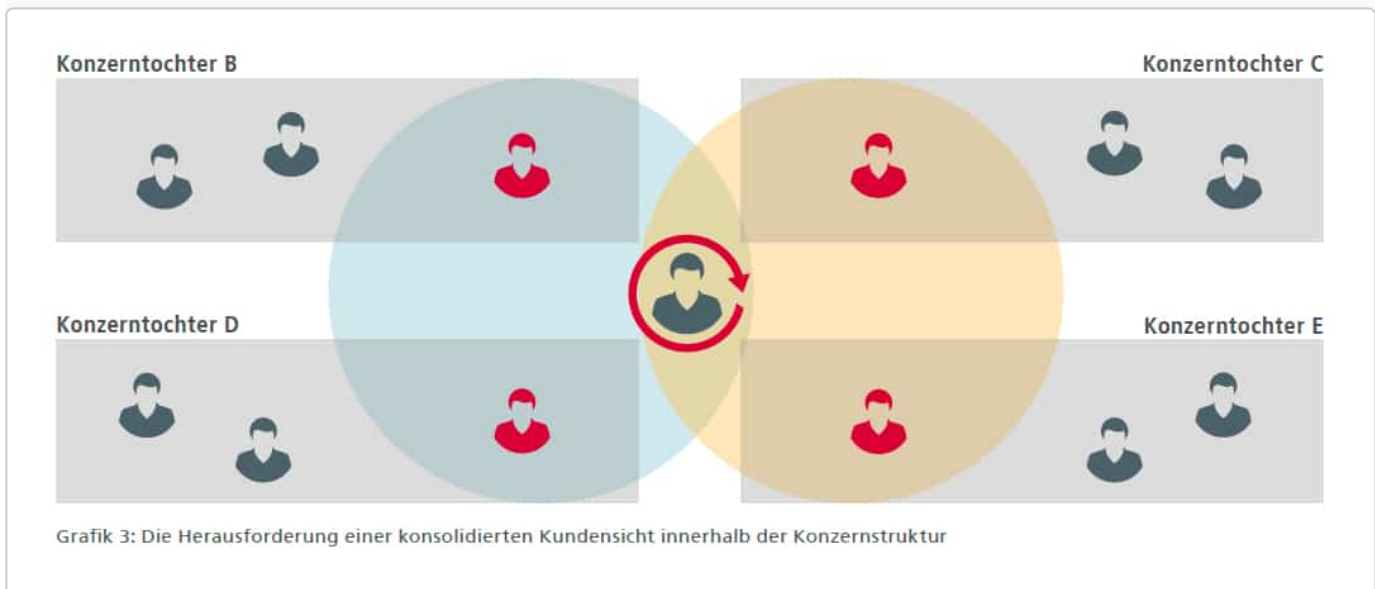 Konzerntochter B
Konzerntochter C
Konzerntochter D
Konzerntochter E
Grafik 3: Die Herausforderung einer konsolidierten Kundensicht innerhalb der Konzernstruktur